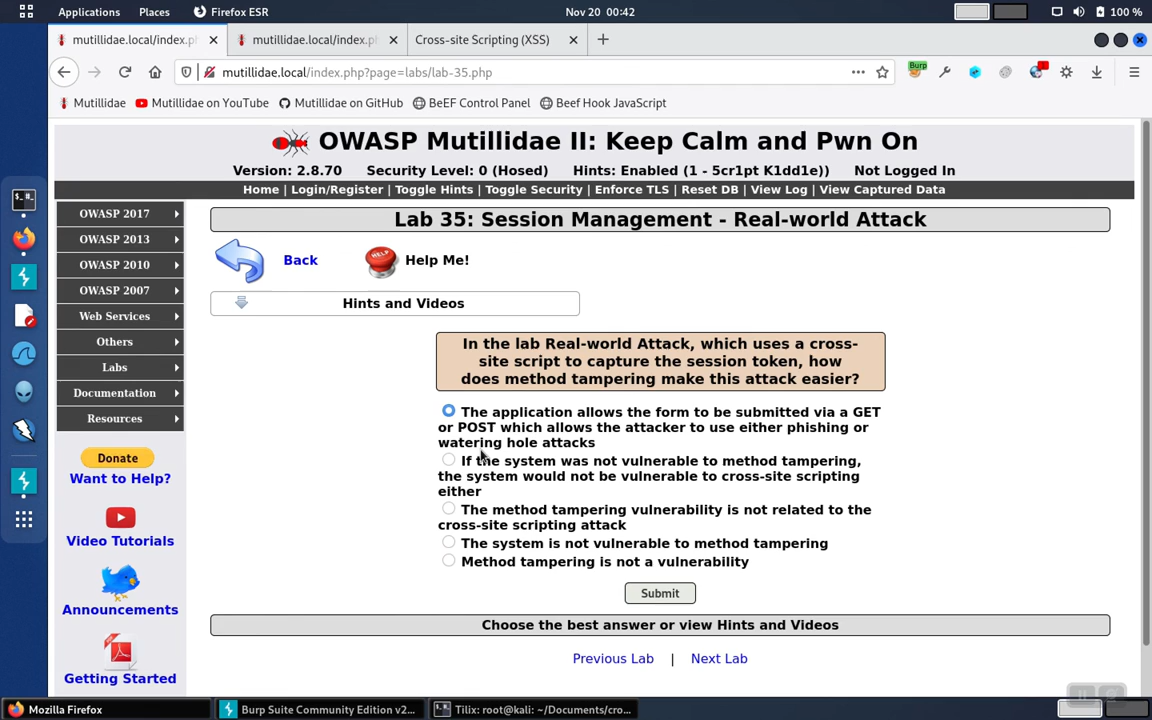 Applications Places Firefox ESR Nov 20 00:42 100 %
mutillidae.local/index.ph mutillidae.local/index.ph Cross-site Scripting (XSS)
mutillidae.local/index.php?page=labs/lab-35.php Burp
Mutillidae Mutillidae on YouTube Mutillidae on GitHub BeEF Control Panel Beef Hook JavaScript
OWASP Mutillidae II: Keep Calm and Pwn On
Version: 2.8.70 Security Level: 0 (Hosed) Hints: Enabled (1 - 5cr1pt K1dd1e)) Not Logged In
Home | Login/Register | Toggle Hints | Toggle Security | Enforce TLS | Reset DB | View Log | View Captured Data
OWASP 2017
OWASP 2013
OWASP 2010
OWASP 2007
Web Services
Others
Labs
Documentation
Resources
Donate
Want to Help?
Video Tutorials
Announcements
Getting Started
Lab 35: Session Management - Real-world Attack
Back HELP Help Me!
Hints and Videos
In the lab Real-world Attack, which uses a cross-
site script to capture the session token, how
does method tampering make this attack easier?
The application allows the form to be submitted via a GET
or POST which allows the attacker to use either phishing or
watering hole attacks
If the system was not vulnerable to method tampering,
the system would not be vulnerable to cross-site scripting
either
The method tampering vulnerability is not related to the
cross-site scripting attack
The system is not vulnerable to method tampering
Method tampering is not a vulnerability
Submit
Choose the best answer or view Hints and Videos
Previous Lab | Next Lab
Mozilla Firefox Burp Suite Community Edition v2... Tilix: root@kali: ~/Documents/cro...